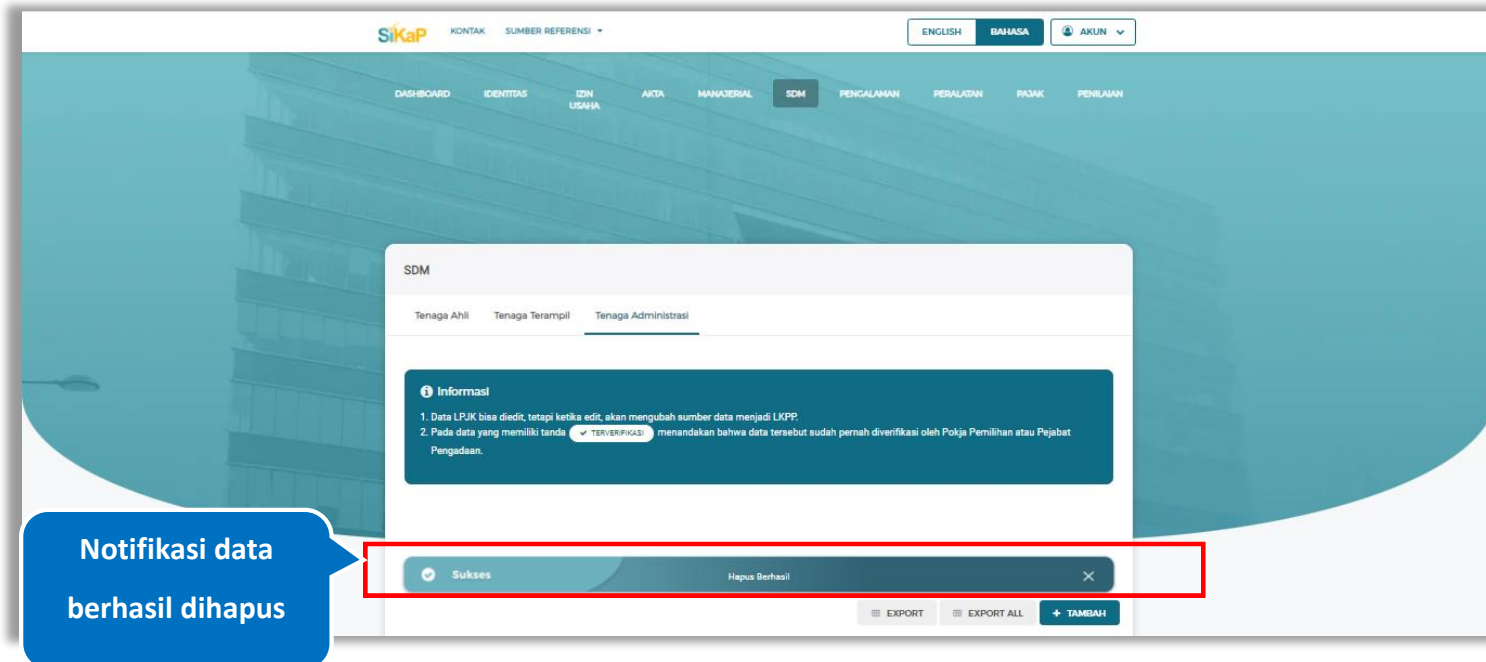 SiKaP KONTAK SUMBER REFERENSI ENGLISH BAHASA AKUN
DASHBOARD IDENTITAS IZIN USAHA AKTA MANAJERIAL SDM PENGALAMAN PERALATAN PAJAK PENILAIAN
SDM
Tenaga Ahli Tenaga Terampil Tenaga Administrasi
Informasi
1. Data LPJK bisa diedit, tetapi ketika edit, akan mengubah sumber data menjadi LKPP.
2. Pada data yang memiliki tanda TERVERIFIKASI menandakan bahwa data tersebut sudah pernah diverifikasi oleh Pokja Pemilihan atau Pejabat
Pengadaan.
Notifikasi data
berhasil dihapus
Sukses Hapus Berhasil
EXPORT EXPORT ALL + TAMBAH